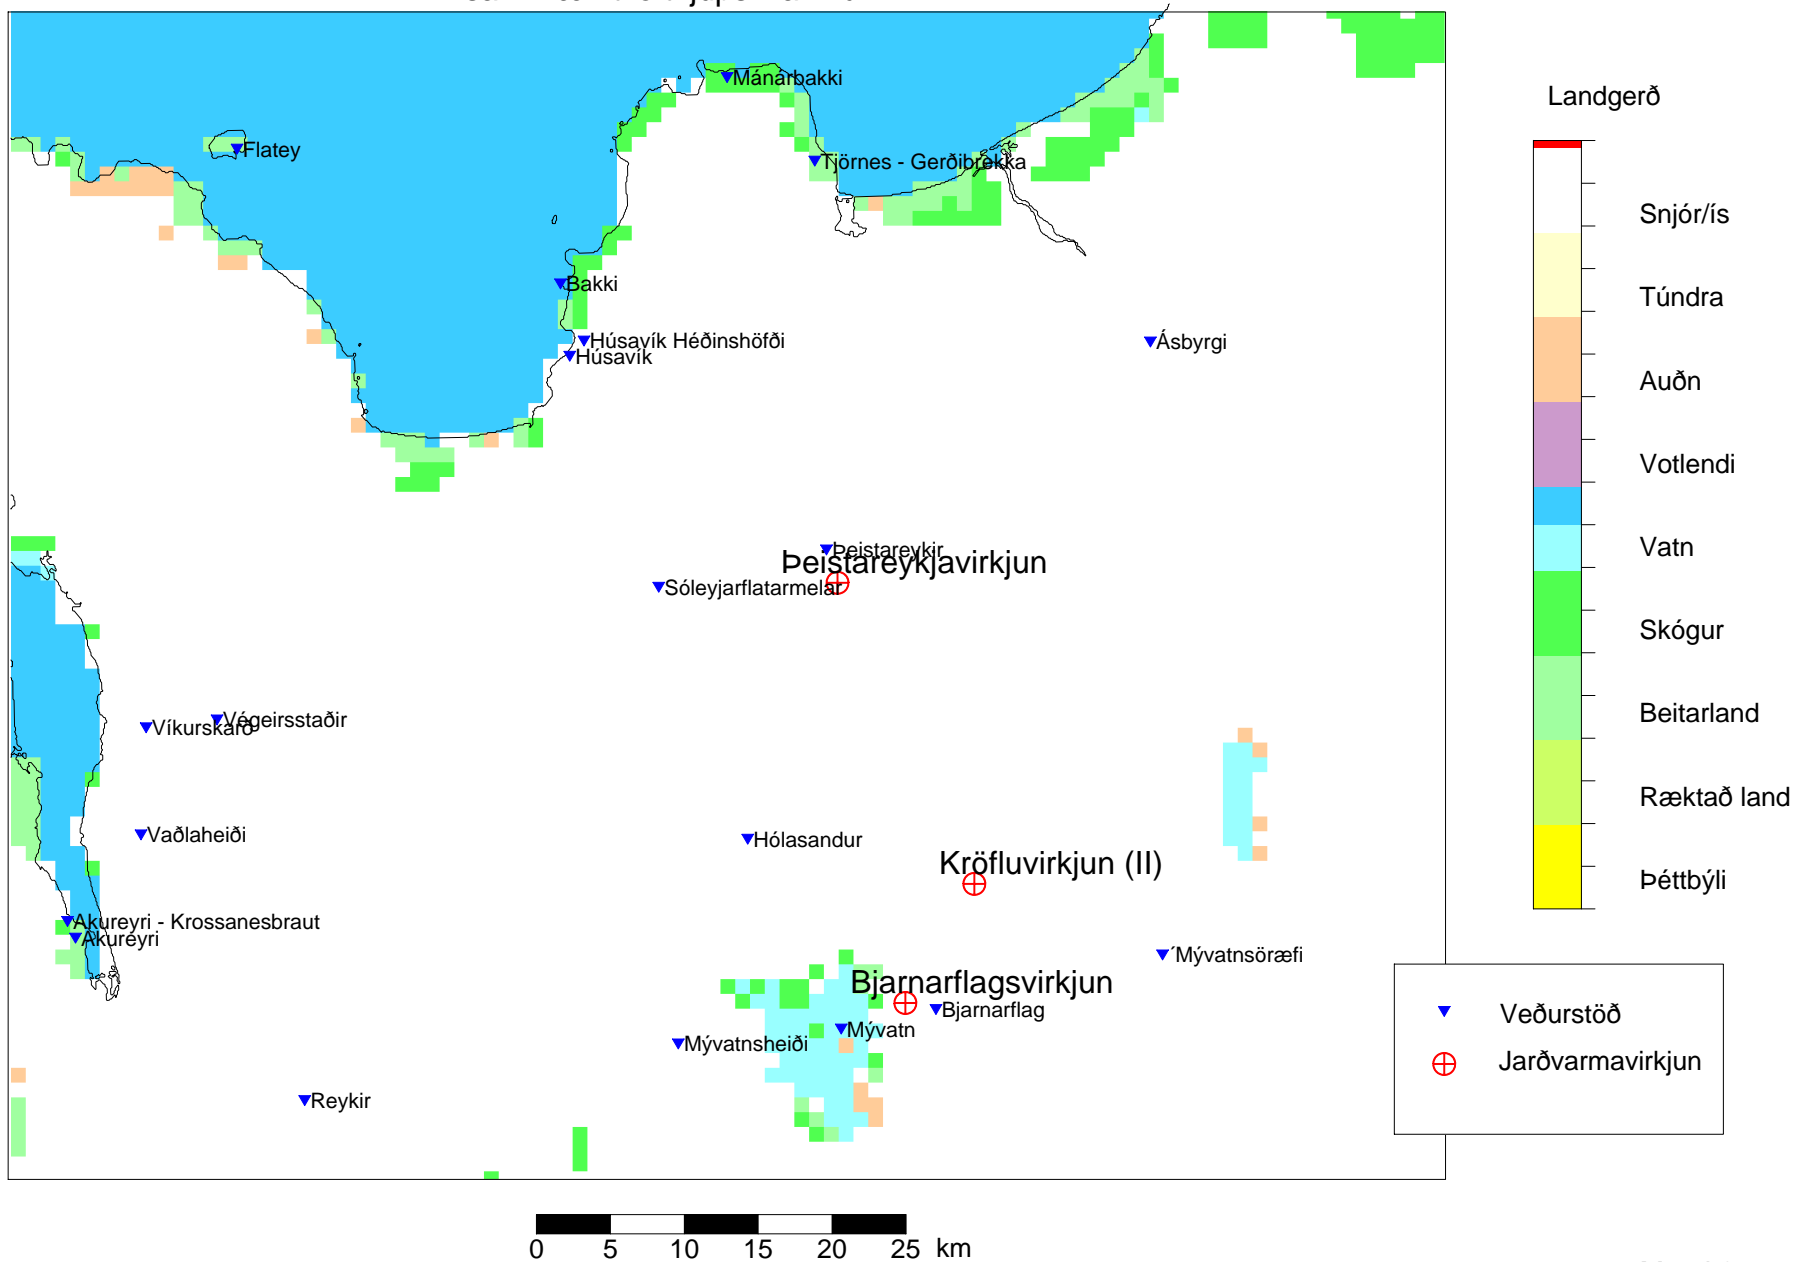 Mánárbakki
Landgerð
Flatey
Tjörnes - Gerðibrekka
Snjór/ís
Bakki
Túndra
Húsavík Héðinshöfði
Ásbyrgi
Húsavík
Auðn
Votlendi
Þeistareykir
Vatn
Þeistareykjavirkjun
Sóleyjarflatarmelar
Skógur
Végeirsstaðir
Víkurskarð
Beitarland
Ræktað land
Vaðlaheiði
Hólasandur
Kröfluvirkjun (II)
Þéttbýli
Akureyri - Krossanesbraut
Akureyri
´Mývatnsöræfi
Bjarnarflagsvirkjun
Bjarnarflag
Veðurstöð
Mývatn
Mývatnsheiði
Jarðvarmavirkjun
Reykir
0 5 10 15 20 25 km